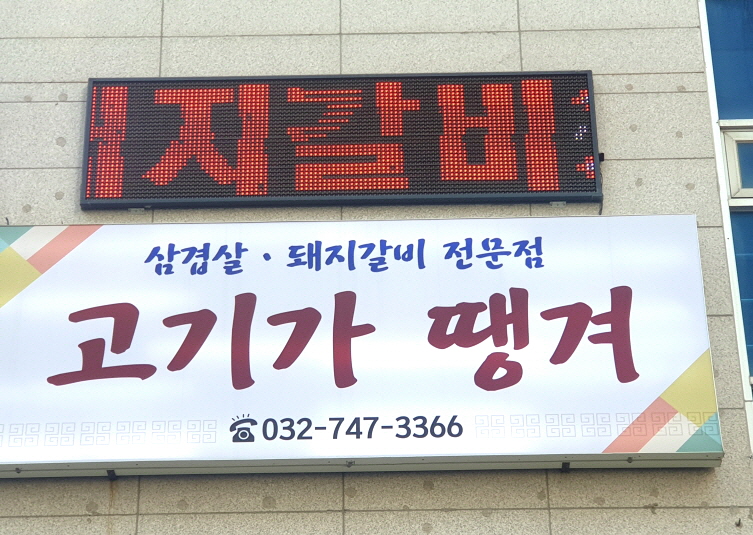 지갈비
삼겹살 · 돼지갈비 전문점
고기가 땡겨
☎032-747-3366